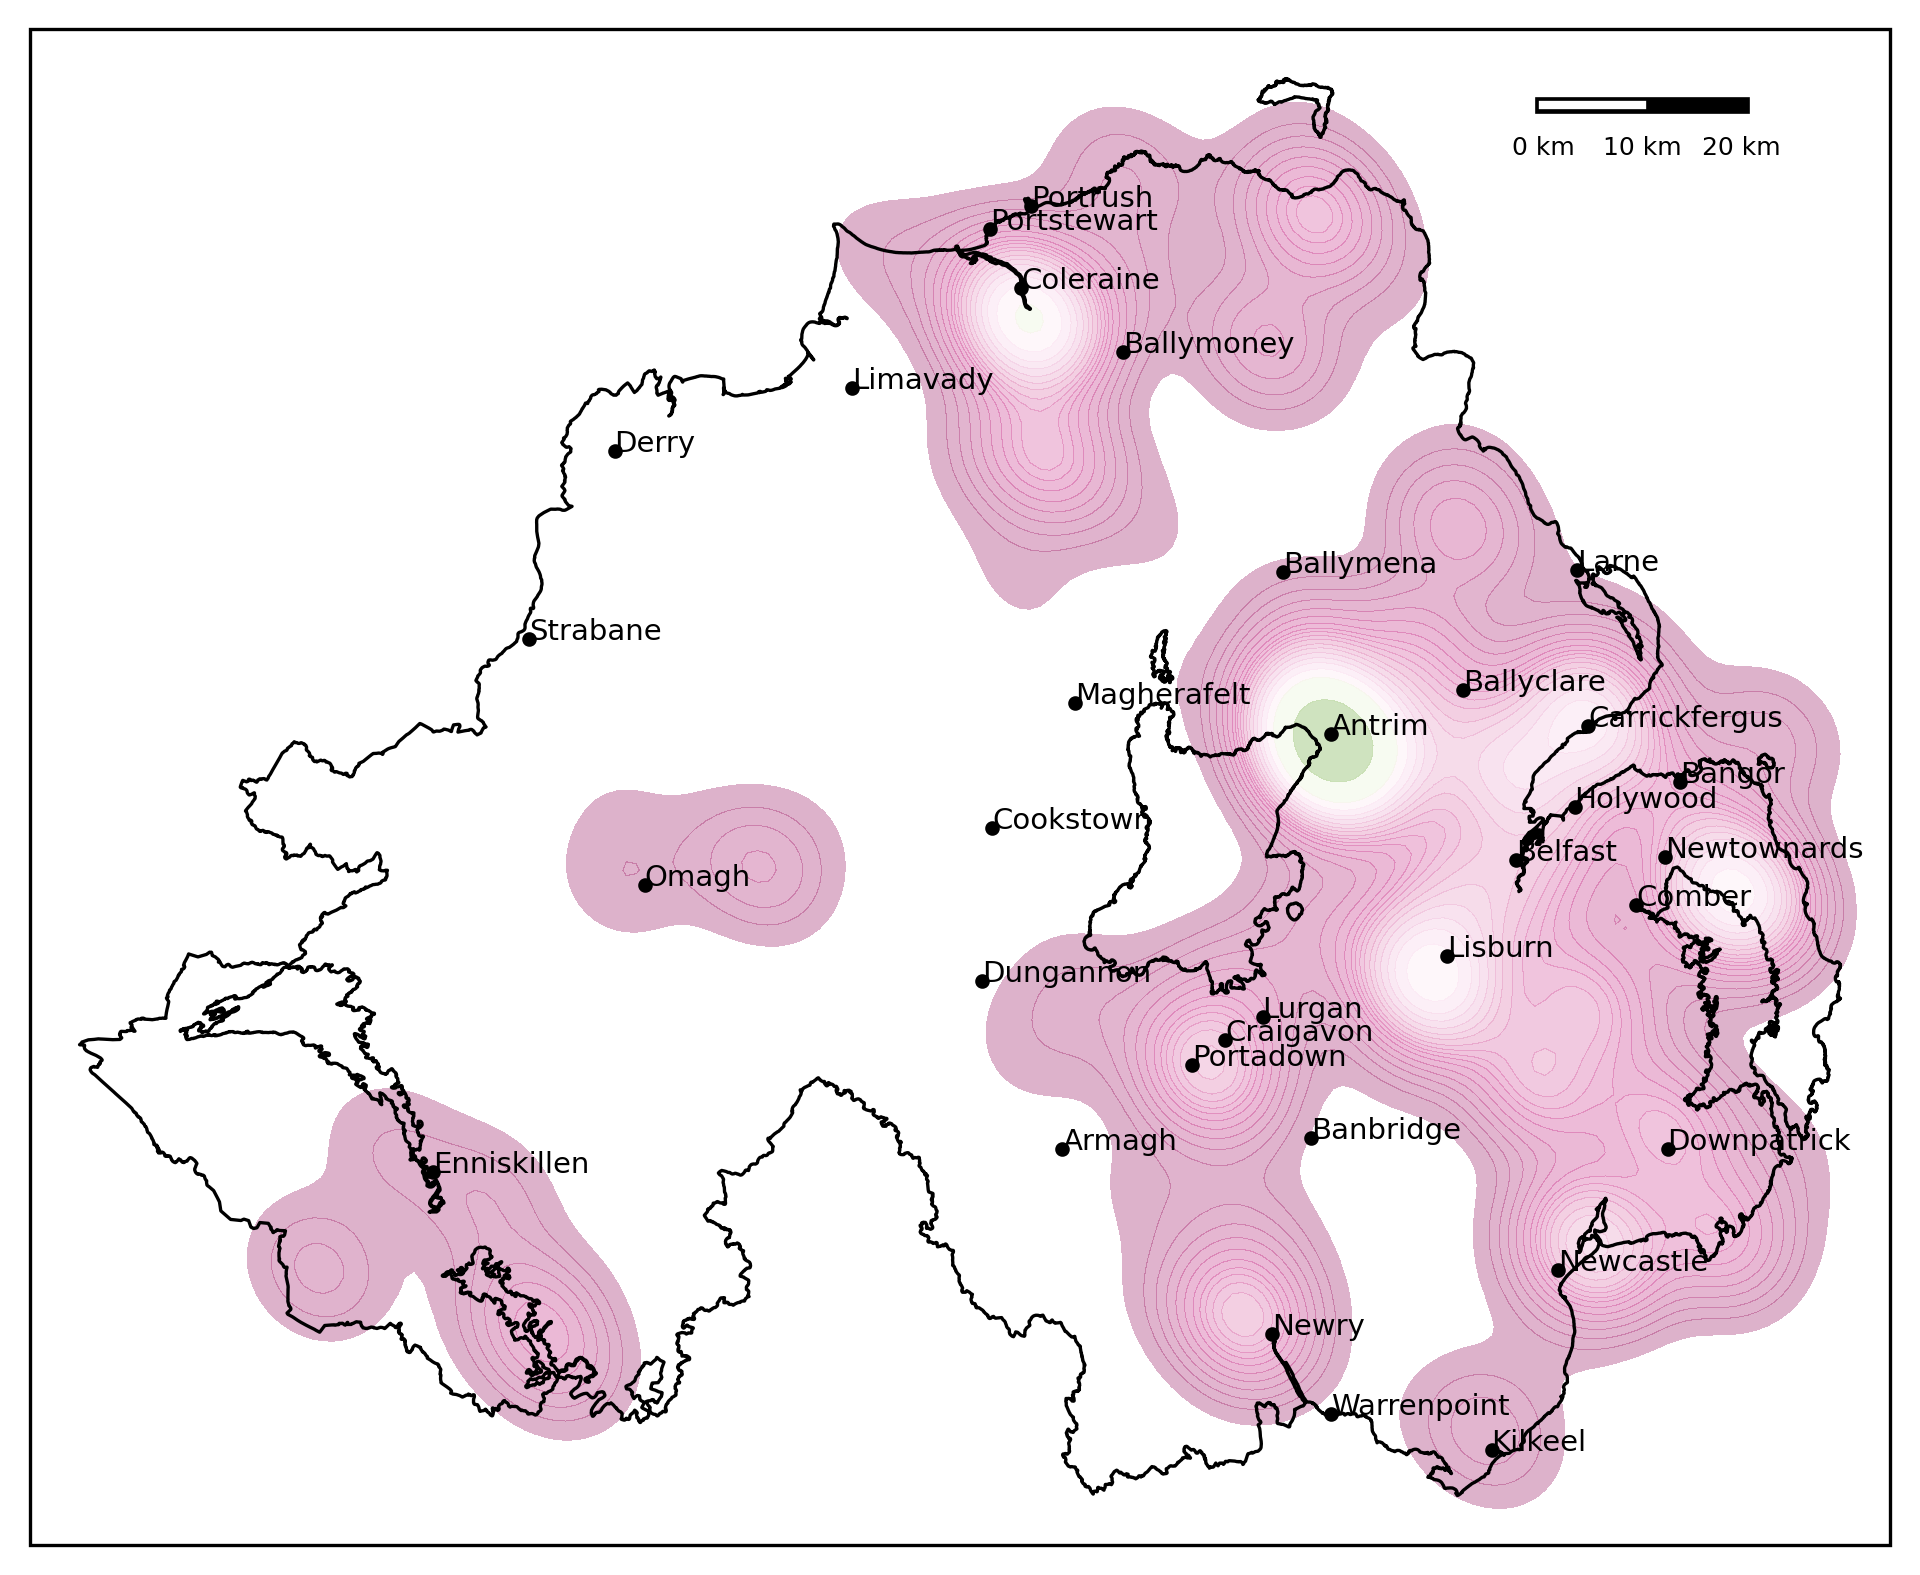 0 km 10 km 20 km
Portrush
Portstewart
Coleraine
Ballymoney
Limavady
Derry
Ballymena
Larne
Strabane
Ballyclare
Magherafelt
Carrickfergus
Antrim
Bangor
Holywood
Cookstown
Newtownards
Belfast
Omagh
Comber
Lisburn
Dungannon
Lurgan
Craigavon
Portadown
Banbridge
Armagh
Downpatrick
Enniskillen
Newcastle
Newry
Warrenpoint
Kilkeel